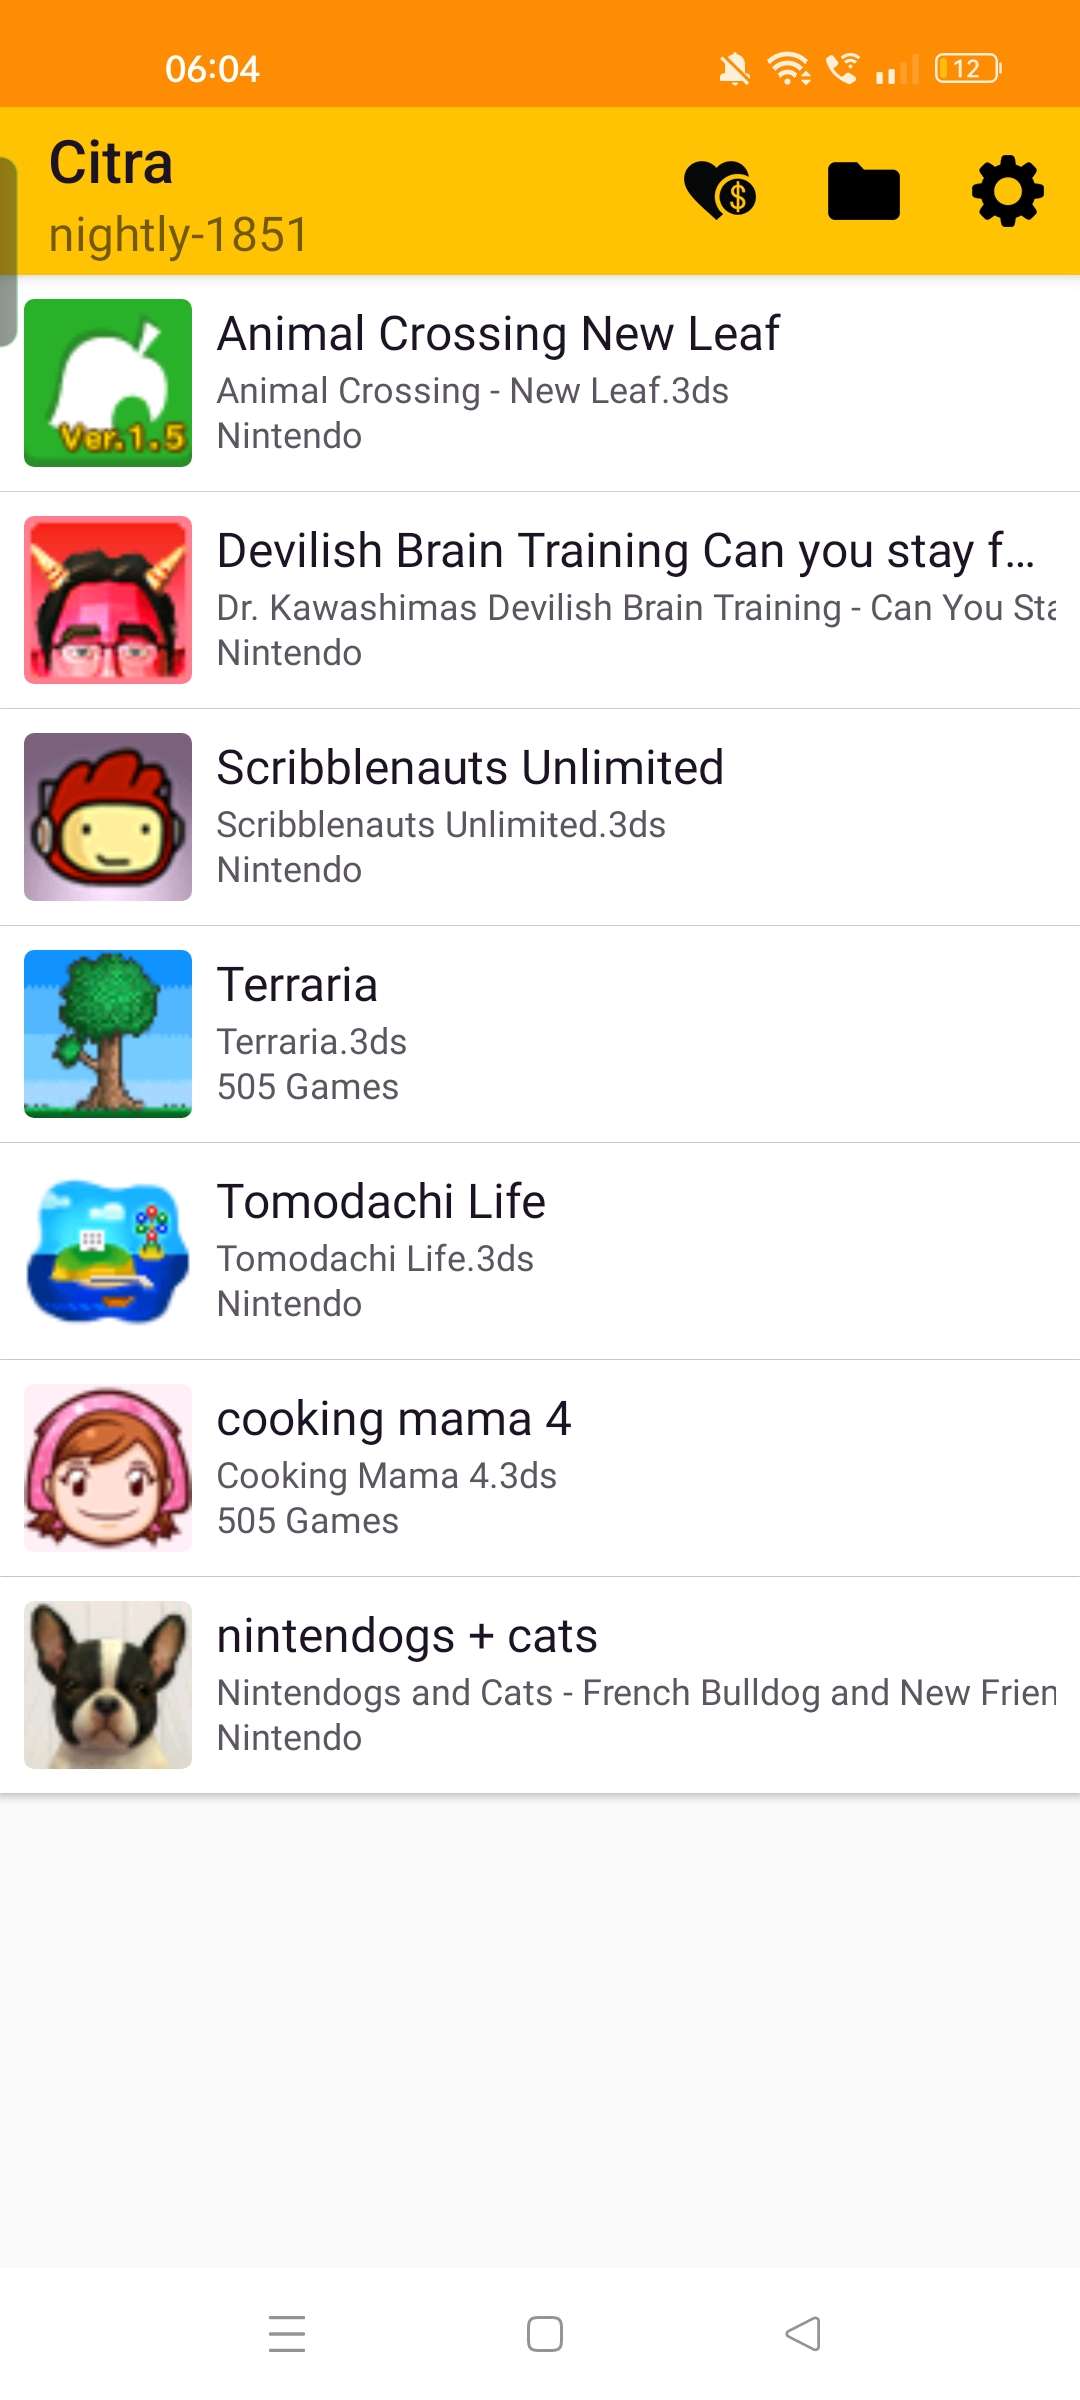 06:04
12
Citra
nightly-1851
Ver.1.5
Animal Crossing New Leaf
Animal Crossing - New Leaf.3ds
Nintendo
Devilish Brain Training Can you stay f...
Dr. Kawashimas Devilish Brain Training - Can You Sta
Nintendo
Scribblenauts Unlimited
Scribblenauts Unlimited.3ds
Nintendo
Terraria
Terraria.3ds
505 Games
Tomodachi Life
Tomodachi Life.3ds
Nintendo
cooking mama 4
Cooking Mama 4.3ds
505 Games
nintendogs + cats
Nintendogs and Cats - French Bulldog and New Frien
Nintendo